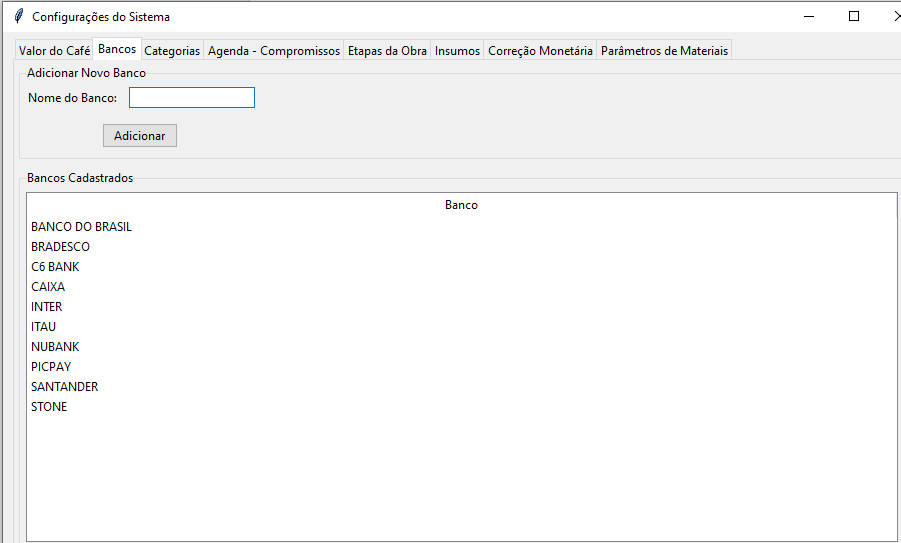 Configurações do Sistema
Valor do Café Bancos Categorias Agenda - Compromissos Etapas da Obra Insumos Correção Monetária Parâmetros de Materiais
Adicionar Novo Banco
Nome do Banco:
Adicionar
Bancos Cadastrados
Banco
BANCO DO BRASIL
BRADESCO
C6 BANK
CAIXA
INTER
ITAU
NUBANK
PICPAY
SANTANDER
STONE